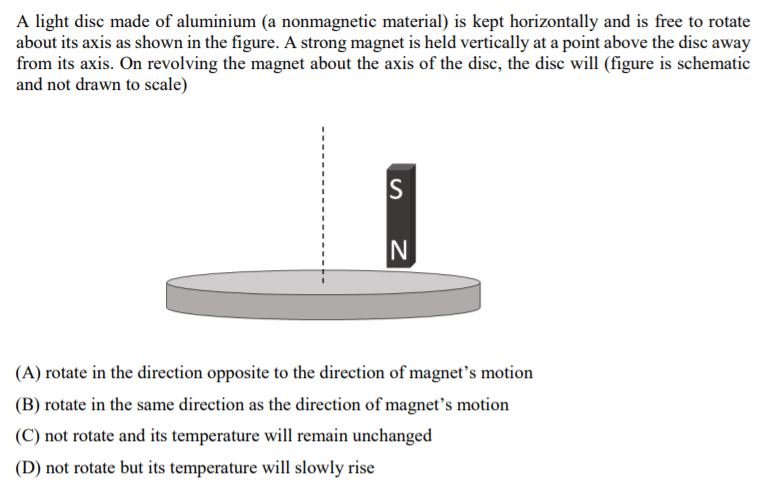 A light disc made of aluminium (a nonmagnetic material) is kept horizontally and is free to rotate
about its axis as shown in the figure. A strong magnet is held vertically at a point above the disc away
from its axis. On revolving the magnet about the axis of the disc, the disc will (figure is schematic
and not drawn to scale)
S
N
(A) rotate in the direction opposite to the direction of magnet’s motion
(B) rotate in the same direction as the direction of magnet’s motion
(C) not rotate and its temperature will remain unchanged
(D) not rotate but its temperature will slowly rise